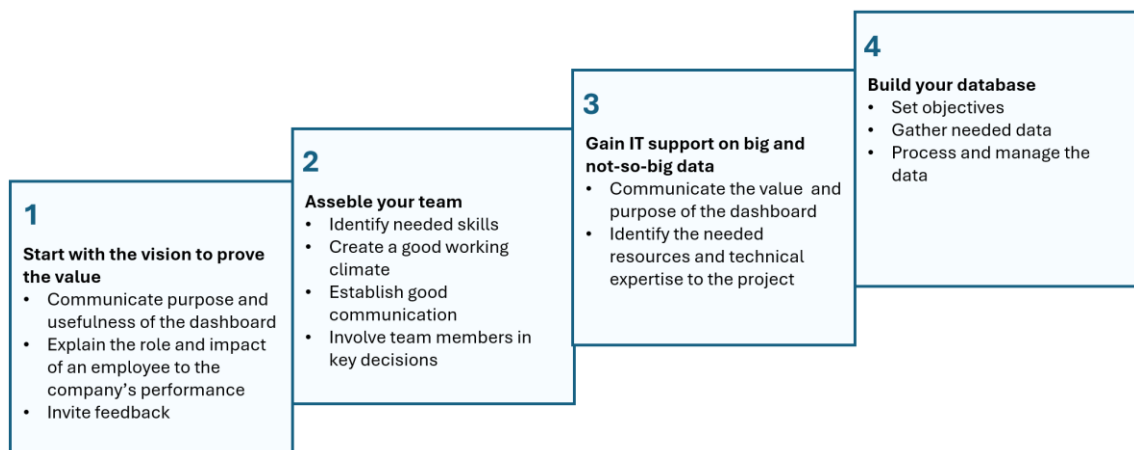 1
Start with the vision to prove
the value
• Communicate purpose and
usefulness of the dashboard
• Explain the role and impact
of an employee to the
company’s performance
• Invite feedback
2
Asseble your team
• Identify needed skills
• Create a good working
climate
• Establish good
communication
• Involve team members in
key decisions
3
Gain IT support on big and
not-so-big data
• Communicate the value and
purpose of the dashboard
• Identify the needed
resources and technical
expertise to the project
4
Build your database
• Set objectives
• Gather needed data
• Process and manage the
data